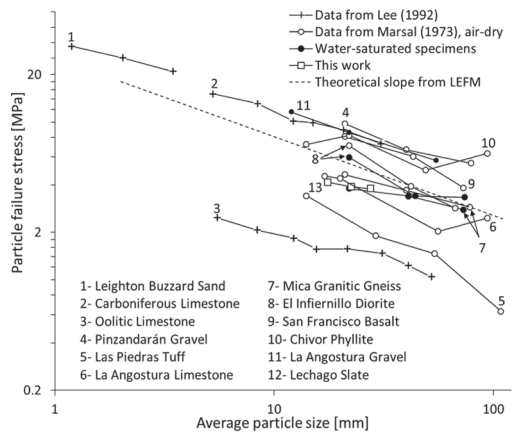 Data from Lee (1992)
Data from Marsal (1973), air-dry
Water-saturated specimens
This work
Theoretical slope from LEFM
Particle failure stress [MPa]
20
2
0.2
1
2
11
4
10
8
9
13
3
6
7
5
1- Leighton Buzzard Sand
2- Carboniferous Limestone
3- Oolitic Limestone
4- Pinzandarán Gravel
5- Las Piedras Tuff
6- La Angostura Limestone
7- Mica Granitic Gneiss
8- El Infiernillo Diorite
9- San Francisco Basalt
10- Chivor Phyllite
11- La Angostura Gravel
12- Lechago Slate
1
10
100
Average particle size [mm]